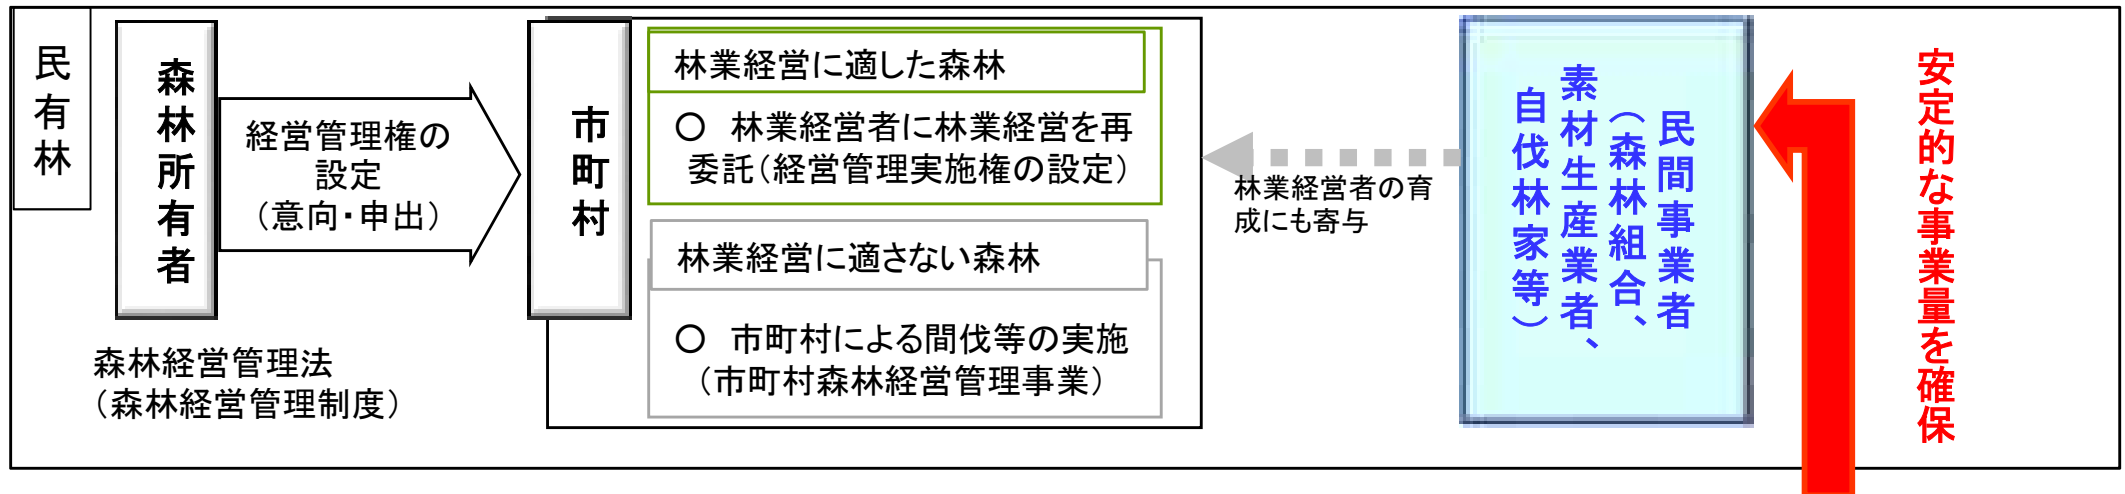 民有林
森林所有者
経営管理権の
設定
（意向・申出）
森林経営管理法
（森林経営管理制度）
市町村
林業経営に適した森林
○　林業経営者に林業経営を再
委託（経営管理実施権の設定）
林業経営に適さない森林
○　市町村による間伐等の実施
（市町村森林経営管理事業）
林業経営者の育
成にも寄与
民間事業者
（森林組合、
素材生産業者、
自伐林家等）
安定的な事業量を確保